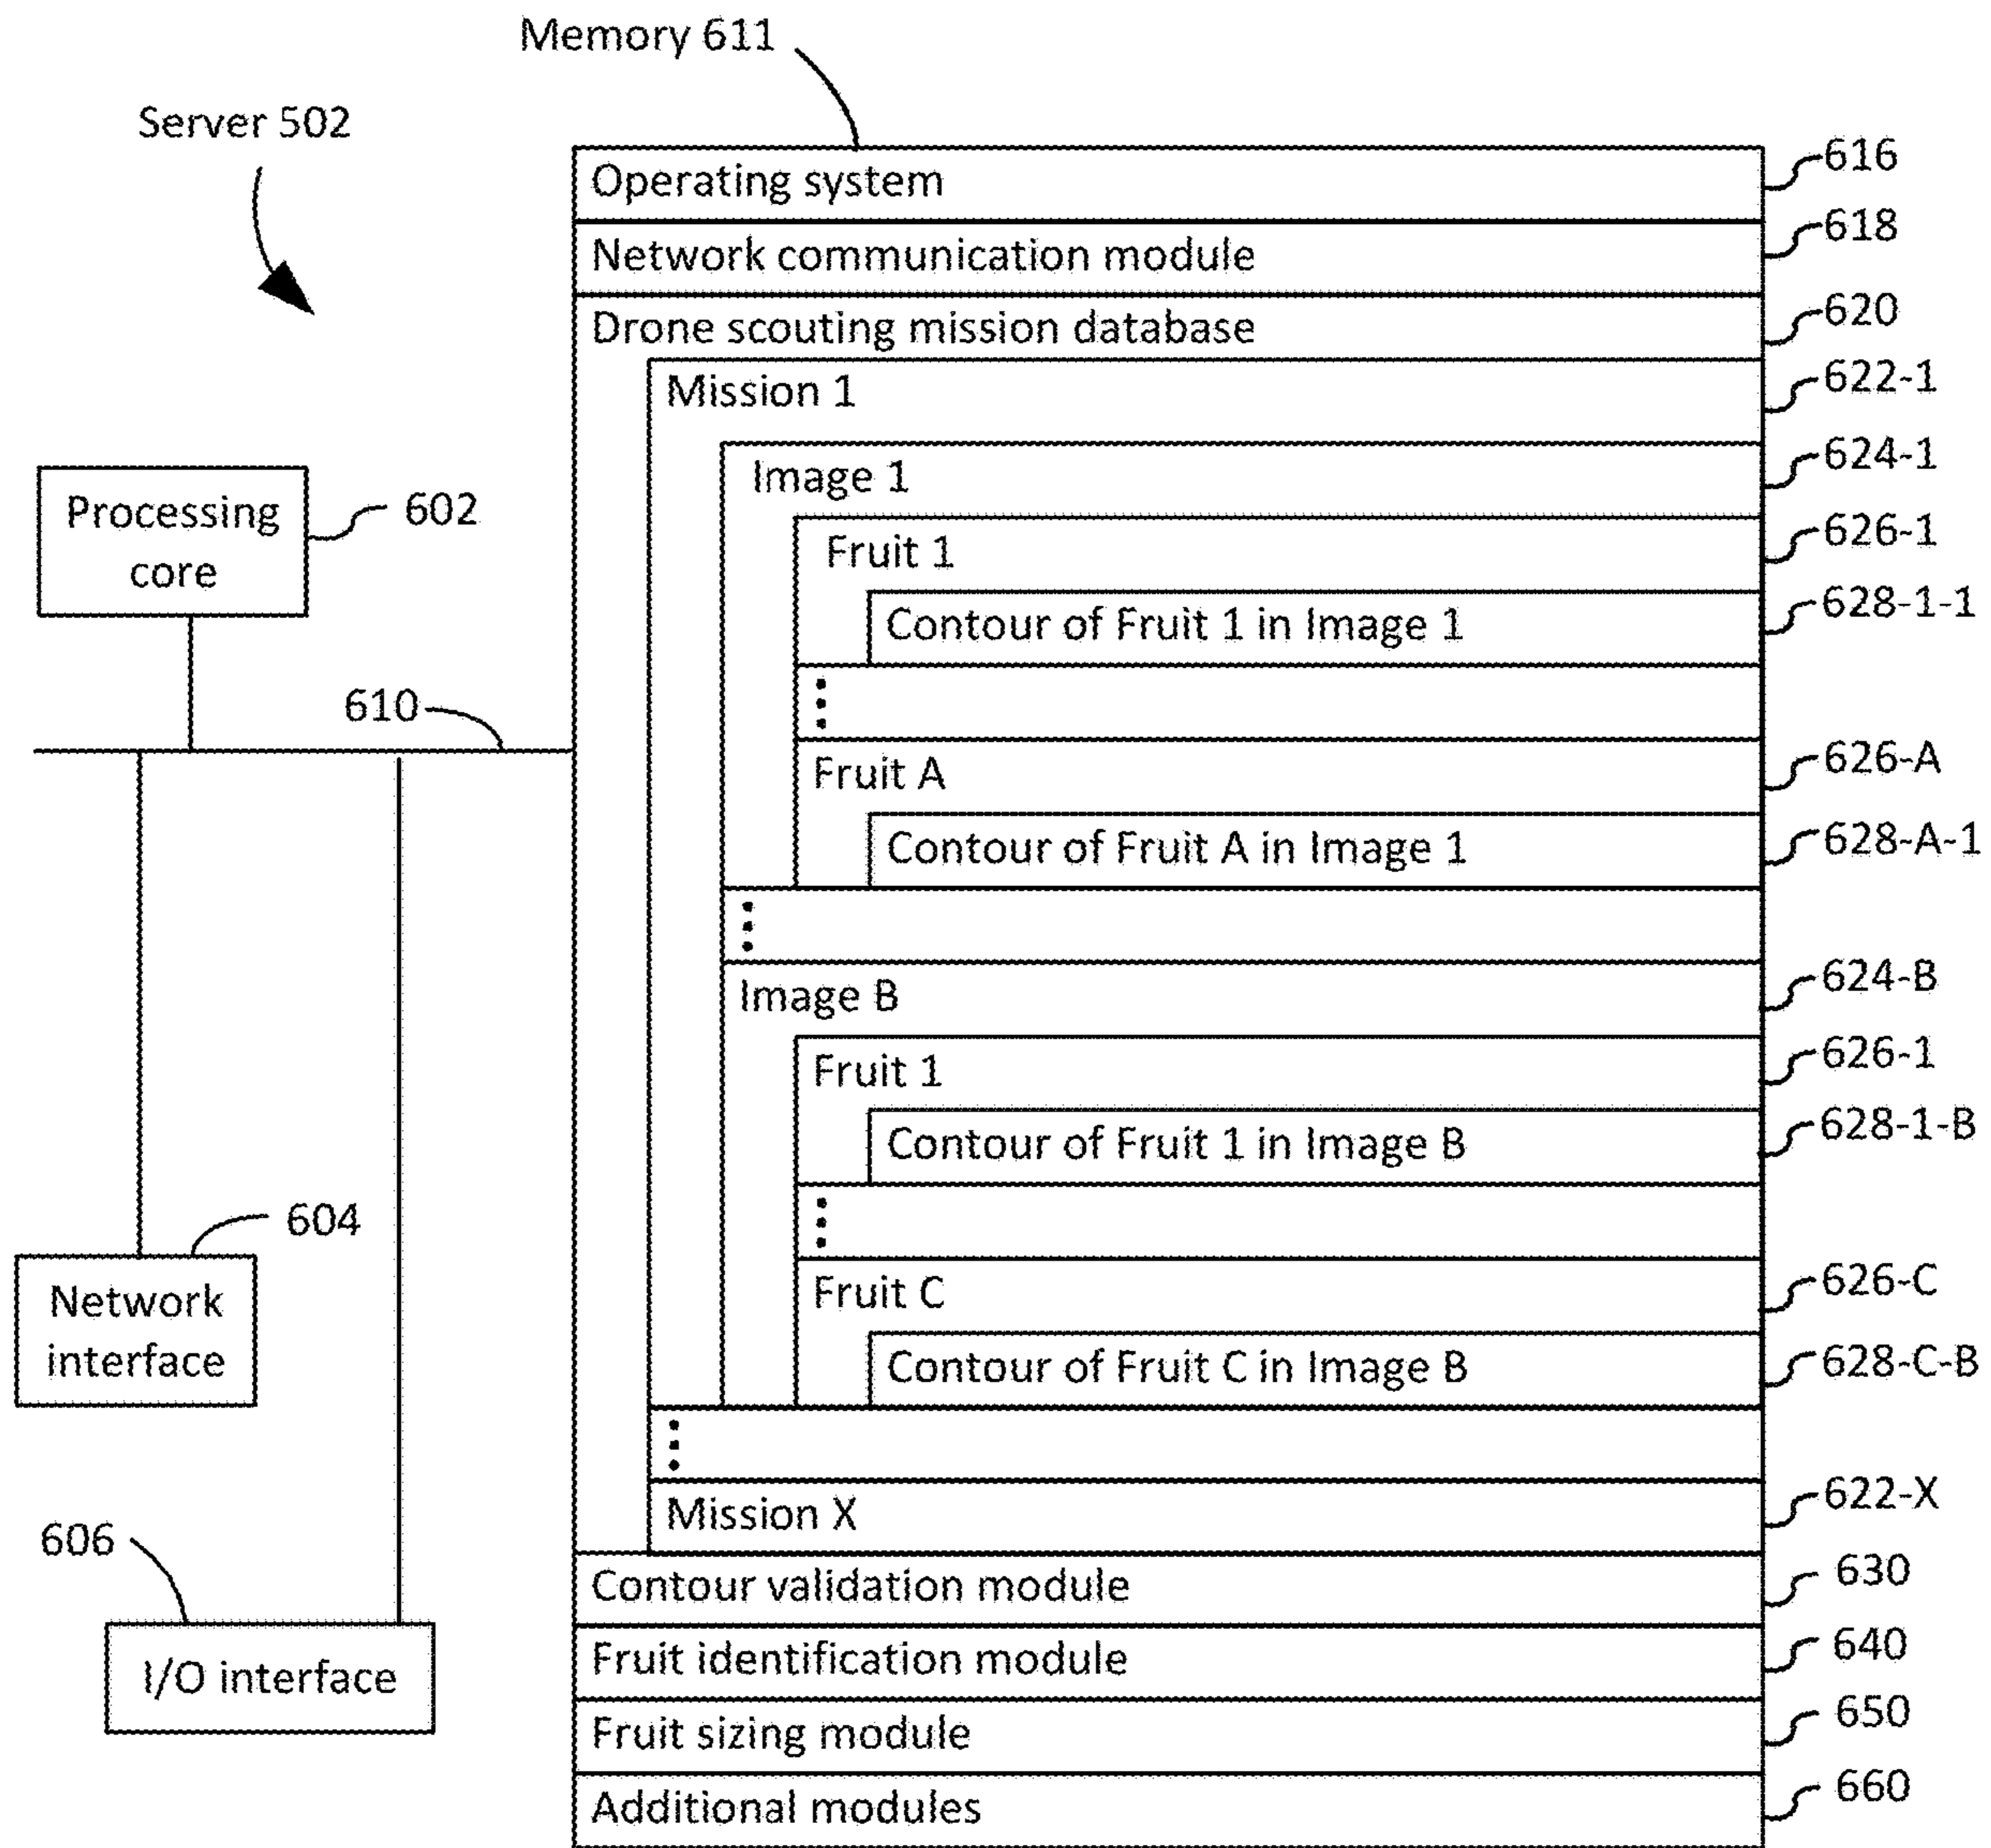 Memory 611
Server 502
Operating system 616
Network communication module 618
Drone scouting mission database 620
Mission 1 622-1
Image 1 624-1
Fruit 1 626-1
Contour of Fruit 1 in Image 1 628-1-1
Fruit A 626-A
Contour of Fruit A in Image 1 628-A-1
Image B 624-B
Fruit 1 626-1
Contour of Fruit 1 in Image B 628-1-B
Fruit C 626-C
Contour of Fruit C in Image B 628-C-B
Mission X 622-X
Contour validation module 630
Fruit identification module 640
Fruit sizing module 650
Additional modules 660
Processing
core
602
610
604
Network
interface
606
I/O interface